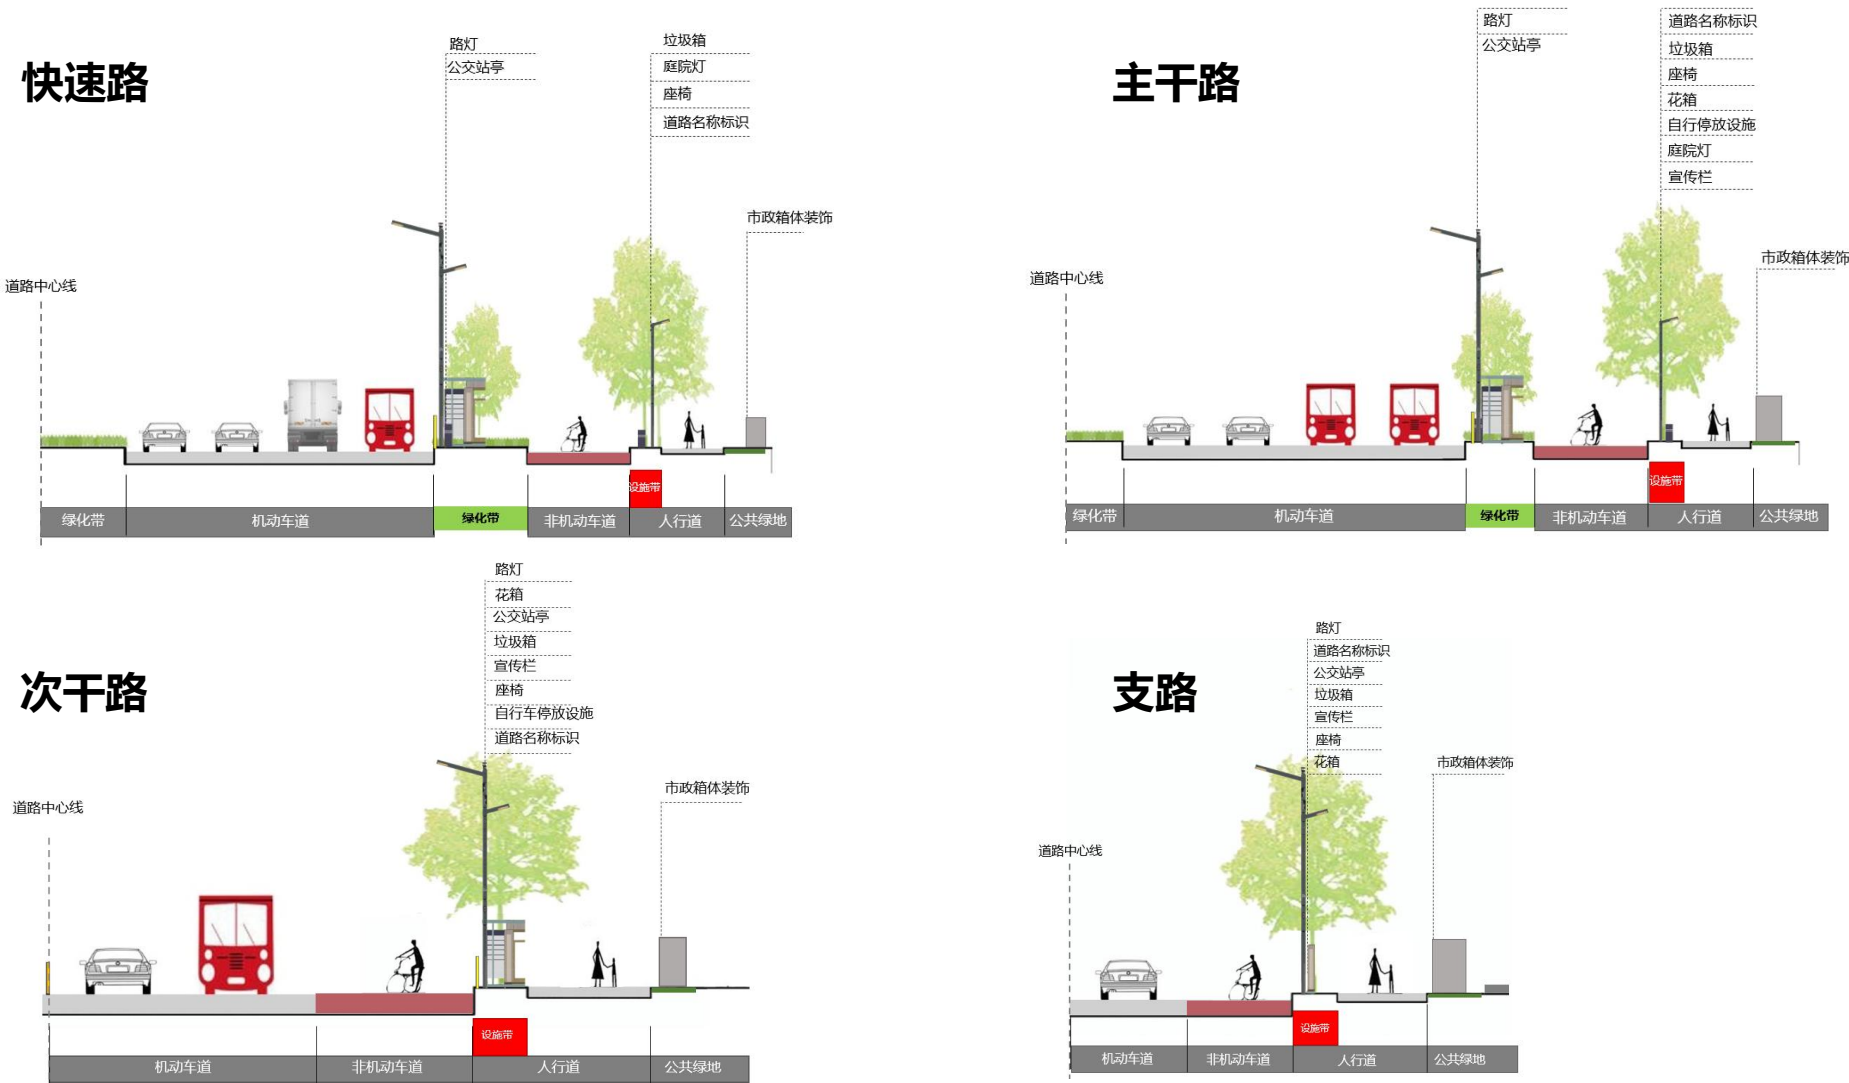 快速路
路灯
公交站亭
垃圾箱
庭院灯
座椅
道路名称标识
市政箱体装饰
道路中心线
设施带
绿化带
机动车道
绿化带
非机动车道
人行道
公共绿地
主干路
路灯
公交站亭
道路名称标识
垃圾箱
座椅
花箱
自行停放设施
庭院灯
宣传栏
市政箱体装饰
道路中心线
设施带
绿化带
机动车道
绿化带
非机动车道
人行道
公共绿地
次干路
路灯
花箱
公交站亭
垃圾箱
宣传栏
座椅
自行车停放设施
道路名称标识
市政箱体装饰
道路中心线
设施带
机动车道
非机动车道
人行道
公共绿地
支路
路灯
道路名称标识
公交站亭
垃圾箱
宣传栏
座椅
花箱
市政箱体装饰
道路中心线
设施带
机动车道
非机动车道
人行道
公共绿地